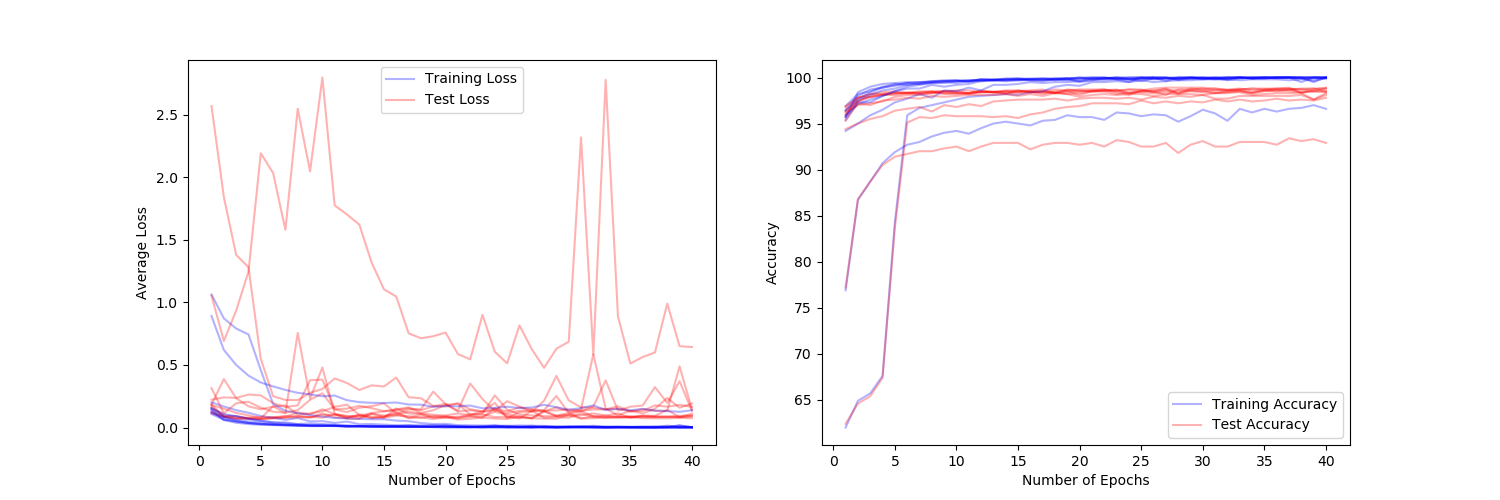 Training Loss
Test Loss
2.5
2.0
1.5
1.0
0.5
0.0
Average Loss
0 5 10 15 20 25 30 35 40
Number of Epochs
100
95
90
85
80
75
70
65
Accuracy
Training Accuracy
Test Accuracy
0 5 10 15 20 25 30 35 40
Number of Epochs